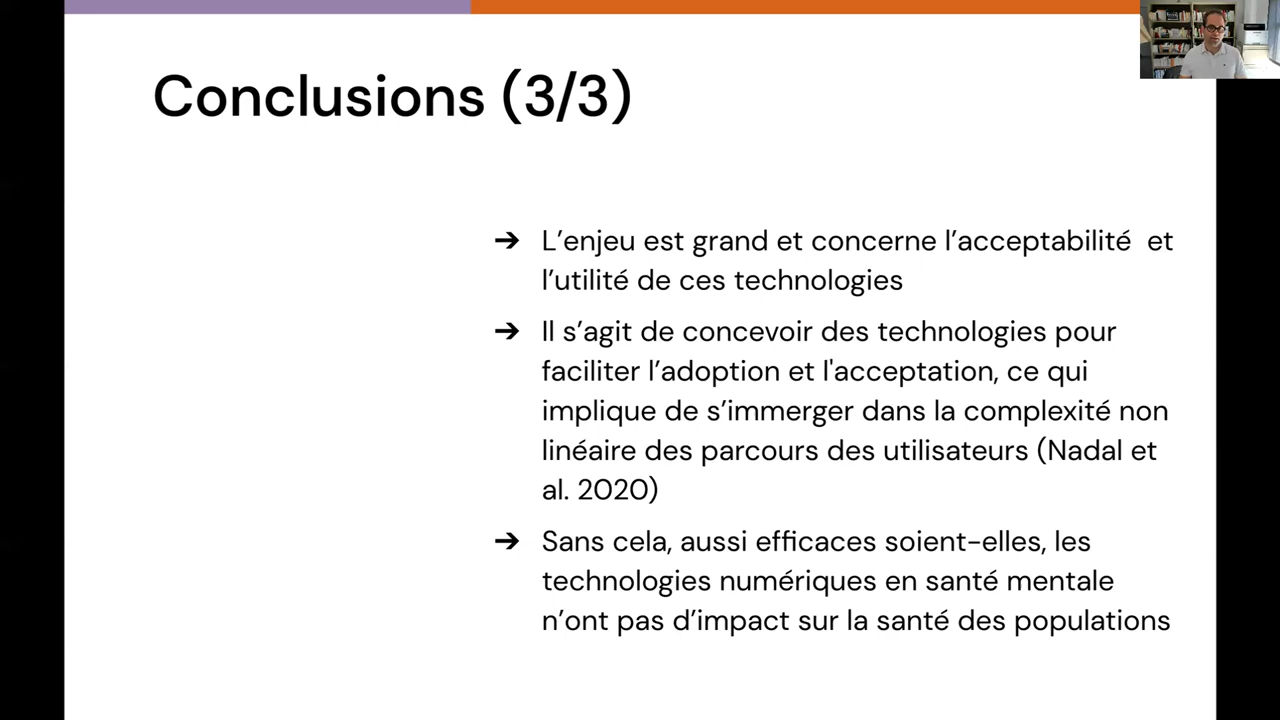 Conclusions (3/3)
➔ L’enjeu est grand et concerne l’acceptabilité  et
l’utilité de ces technologies
➔ Il s’agit de concevoir des technologies pour
faciliter l’adoption et l'acceptation, ce qui
implique de s’immerger dans la complexité non
linéaire des parcours des utilisateurs (Nadal et
al. 2020)
➔ Sans cela, aussi efficaces soient-elles, les
technologies numériques en santé mentale
n’ont pas d’impact sur la santé des populations